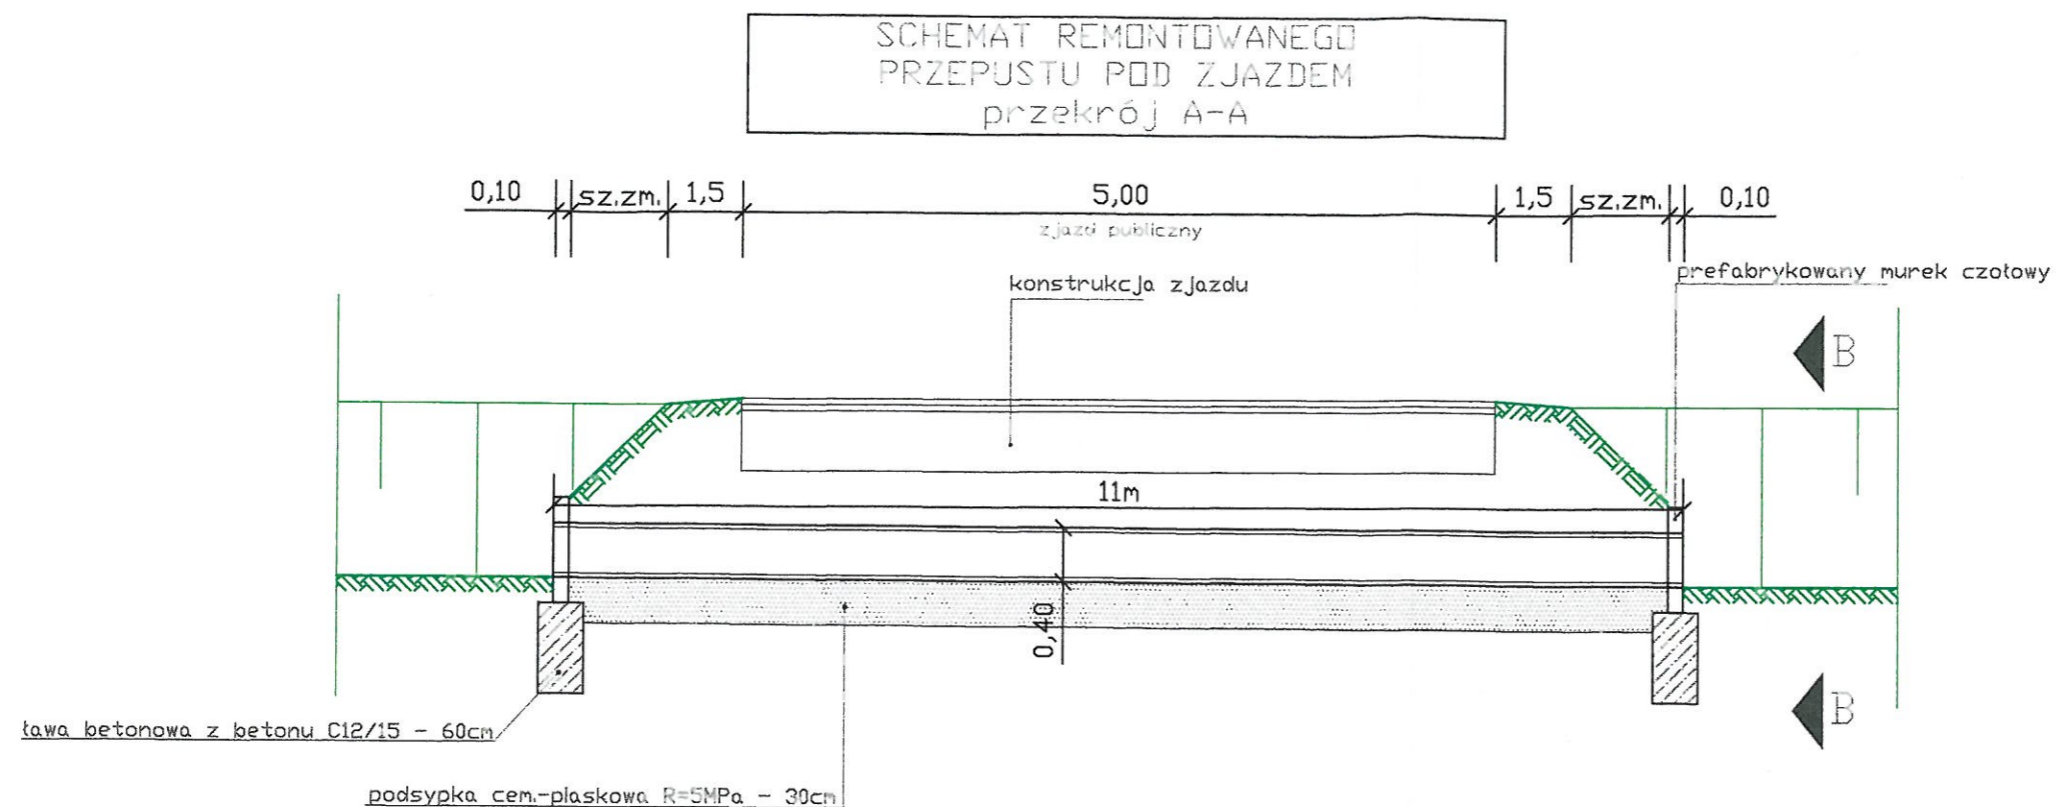 SCHEMAT REMONTOWANEGO
PRZEPUSTU POD ZJAZDEM
przekrój A-A
0,10 sz.zm. 1,5 5,00 1,5 sz.zm. 0,10
zjazd publiczny
konstrukcja zjazdu
prefabrykowany murek czołowy
B
11m
0,40
B
ława betonowa z betonu C12/15 - 60cm
podsypka cem.-piaskowa R=5MPa - 30cm